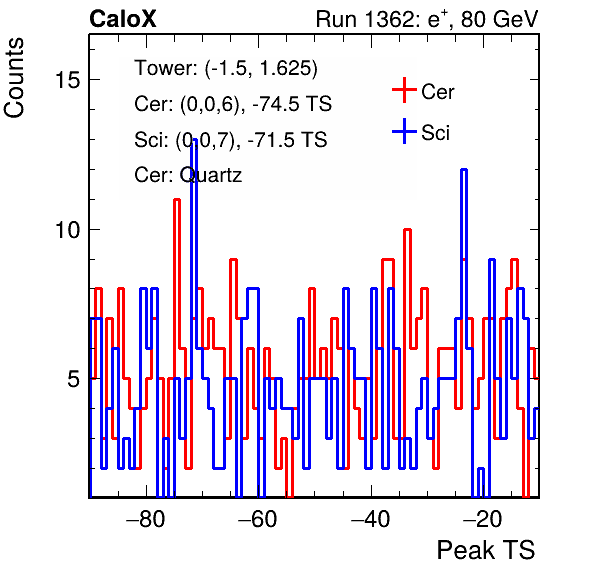 CaloX Run 1362: e+, 80 GeV
Counts
Tower: (-1.5, 1.625)
Cer: (0,0,6), -74.5 TS
Sci: (0,0,7), -71.5 TS
Cer: Quartz
Cer
Sci
15
10
5
−80 −60 −40 −20
Peak TS